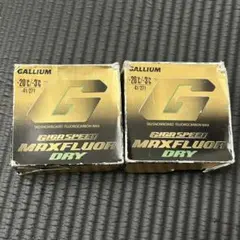 GALLIUM
-20℃/-3℃
G
GIGA SPEED
MAXFLUOR
DRY
GALLIUM
-20℃/-3℃
G
GIGA SPEED
MAXFLUOR
DRY